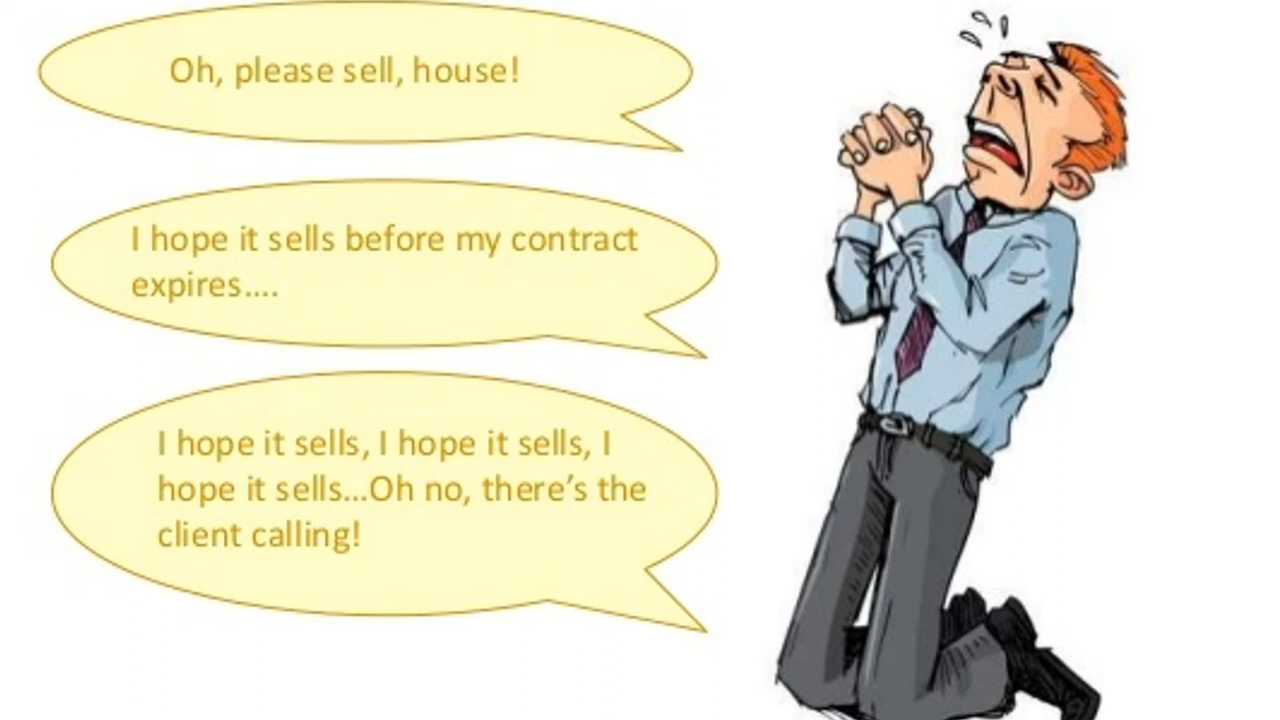 Oh, please sell, house!
I hope it sells before my contract
expires....
I hope it sells, I hope it sells, I
hope it sells...Oh no, there’s the
client calling!